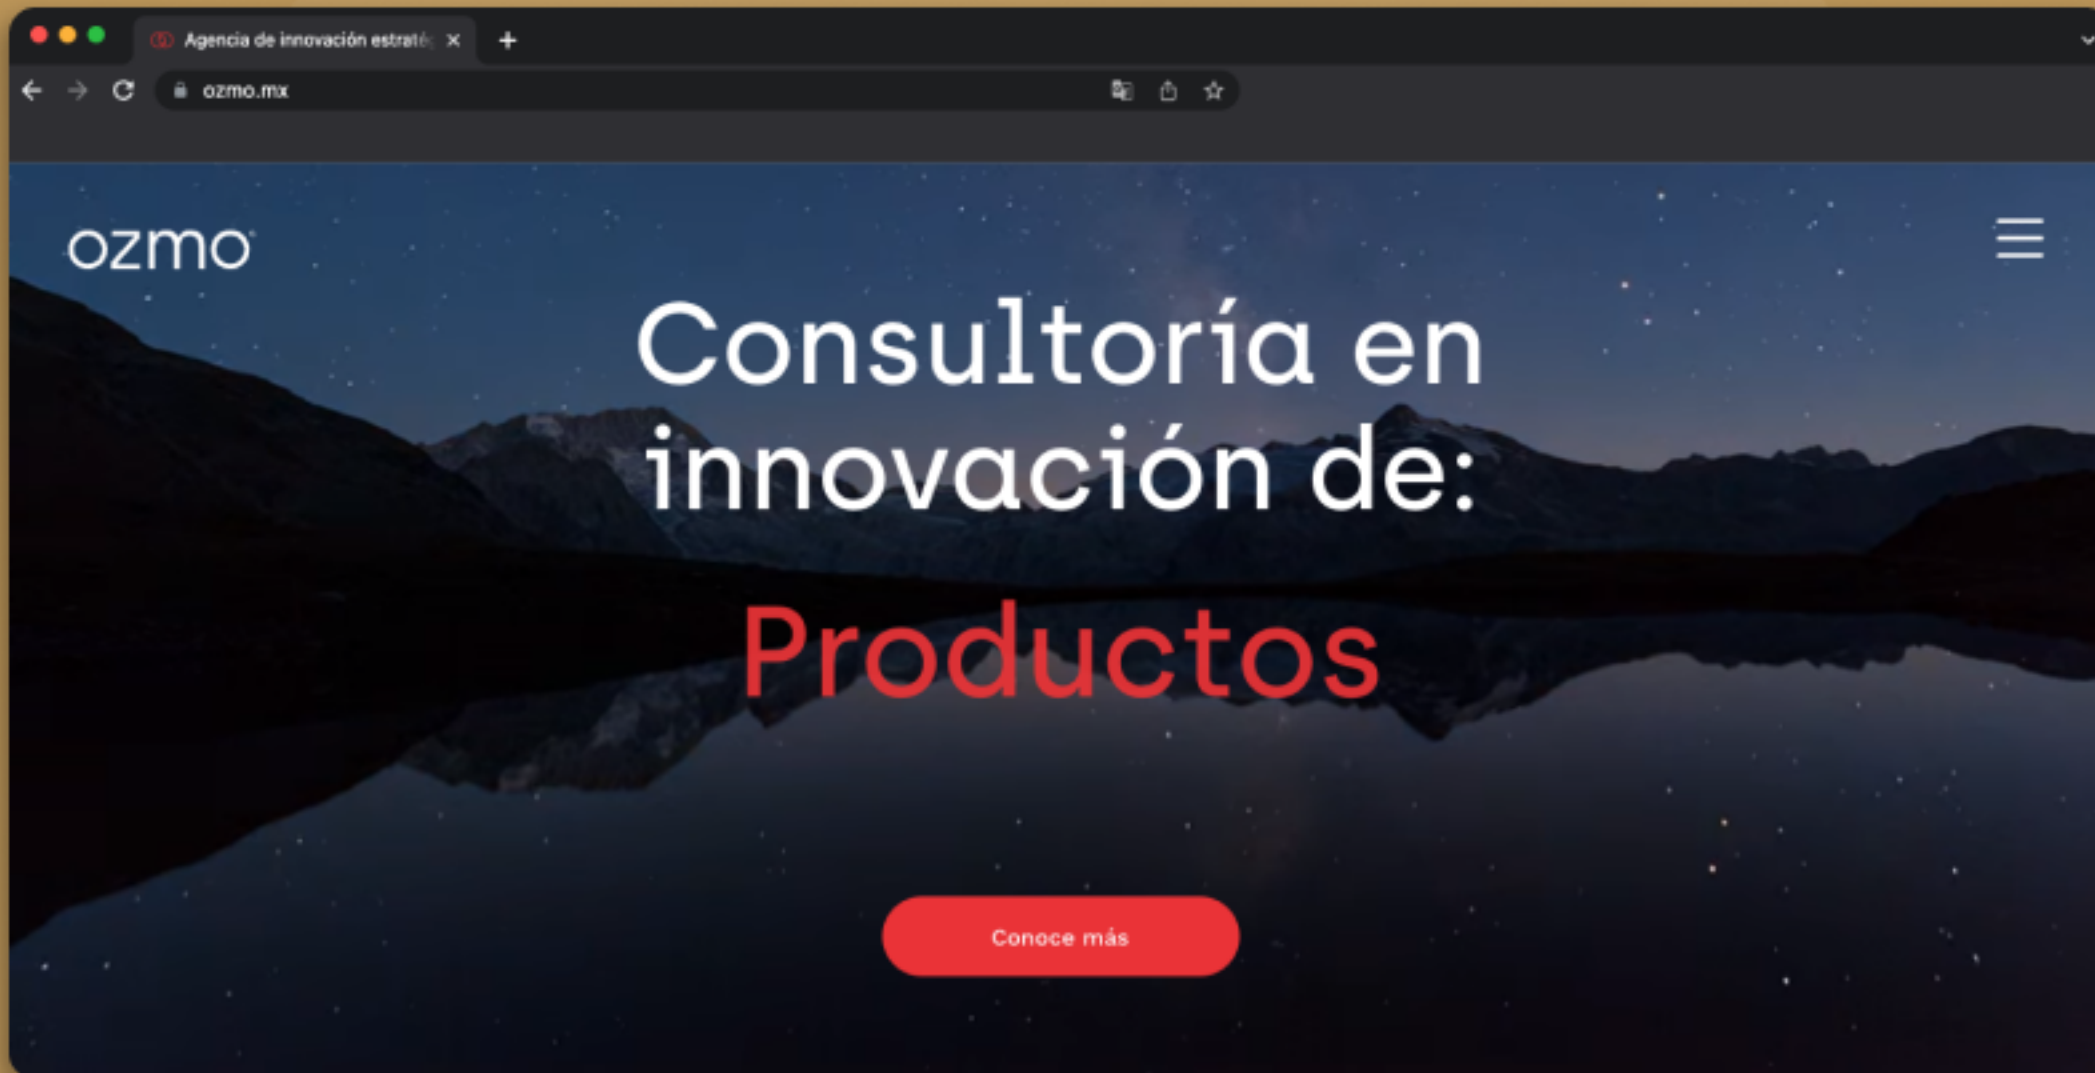 Agencia de innovación estraté
ozmo.mx
ozmo
Consultoría en
innovación de:
Productos
Conoce más